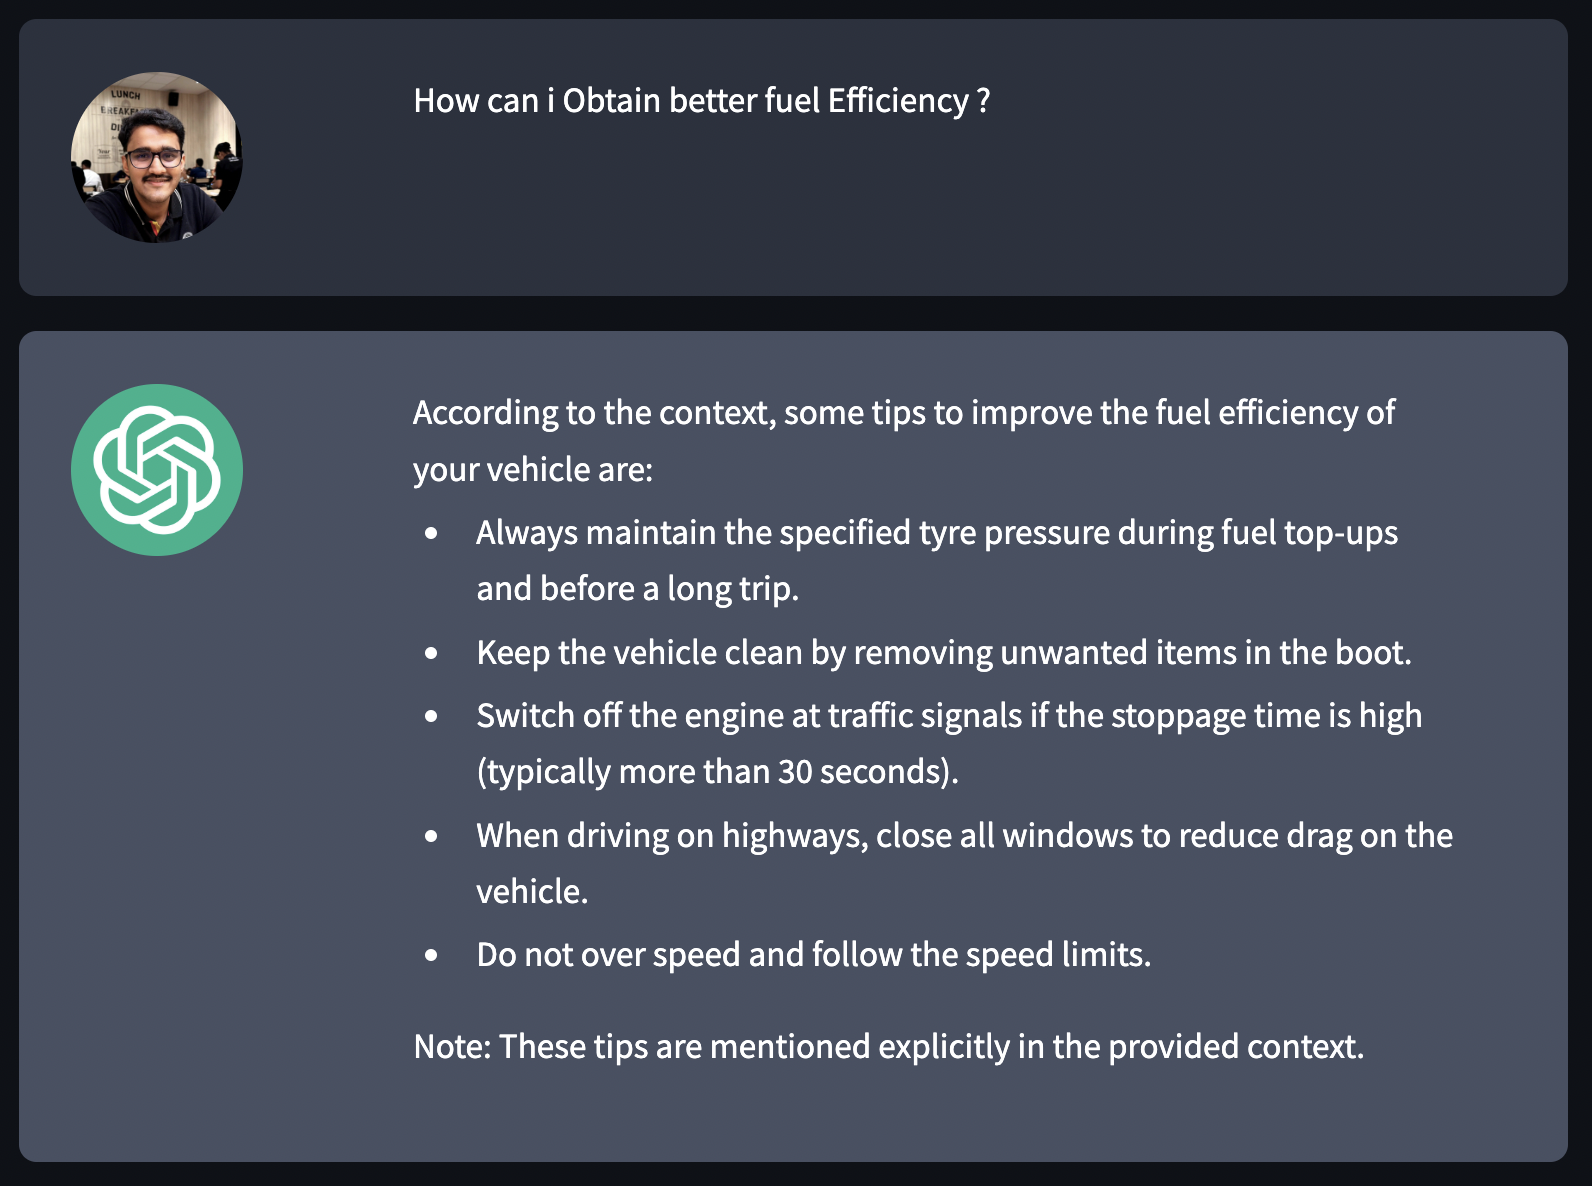 LUNCH
How can i Obtain better fuel Efficiency ?
According to the context, some tips to improve the fuel efficiency of
your vehicle are:
• Always maintain the specified tyre pressure during fuel top-ups
and before a long trip.
• Keep the vehicle clean by removing unwanted items in the boot.
• Switch off the engine at traffic signals if the stoppage time is high
(typically more than 30 seconds).
• When driving on highways, close all windows to reduce drag on the
vehicle.
• Do not over speed and follow the speed limits.
Note: These tips are mentioned explicitly in the provided context.